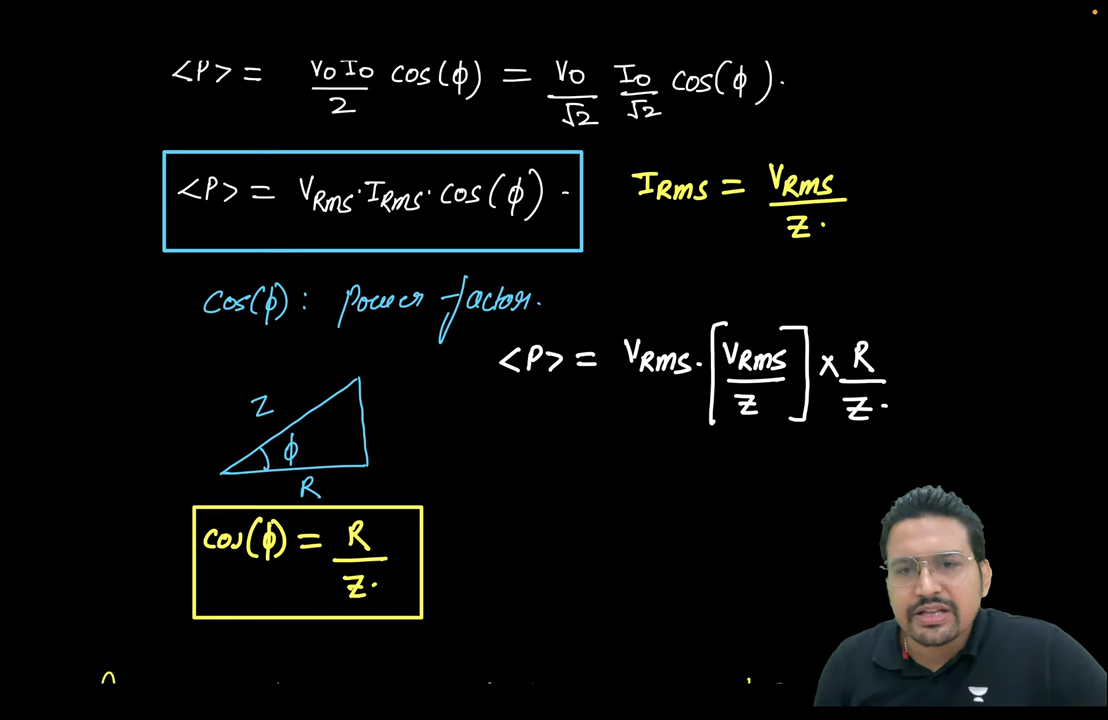 <P> = V0 I0 / 2 cos(ϕ) = V0 / √2 I0 / √2 cos(ϕ).
<P> = VRMS · IRMS · cos(ϕ) -
IRMS = VRMS / Z.
cos(ϕ) : Power factor.
<P> = VRMS · [VRMS / Z] × R / Z.
Z
ϕ
R
cos(ϕ) = R / Z.